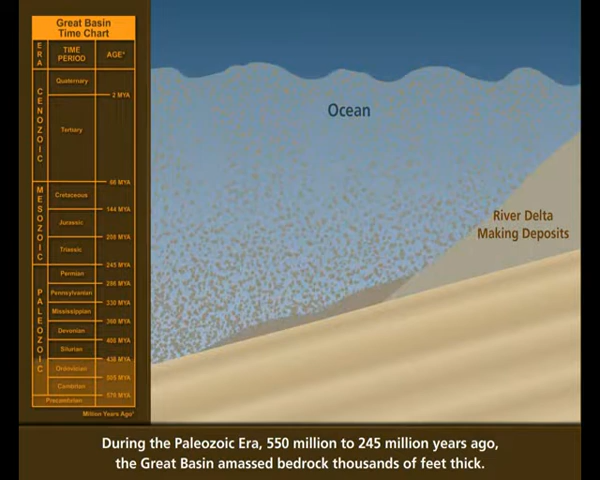 Great Basin
Time Chart
ERA
TIME
PERIOD
AGE*
CENOZOIC
Quaternary
2 MYA
Tertiary
66 MYA
MESOZOIC
Cretaceous
144 MYA
Jurassic
208 MYA
Triassic
245 MYA
PALEOZOIC
Permian
286 MYA
Pennsylvanian
330 MYA
Mississippian
360 MYA
Devonian
408 MYA
Silurian
438 MYA
Ordovician
505 MYA
Cambrian
570 MYA
Precambrian
Million Years Ago*
Ocean
River Delta
Making Deposits
During the Paleozoic Era, 550 million to 245 million years ago,
the Great Basin amassed bedrock thousands of feet thick.